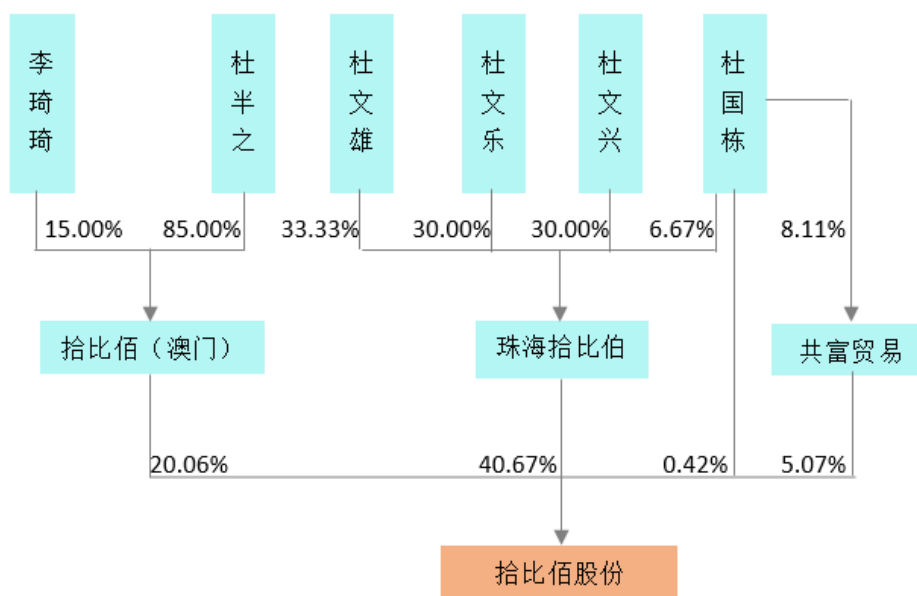 李琦琦
杜半之
杜文雄
杜文乐
杜文兴
杜国栋
15.00%
85.00%
33.33%
30.00%
30.00%
6.67%
8.11%
拾比佰（澳门）
珠海拾比伯
共富贸易
20.06%
40.67%
0.42%
5.07%
拾比佰股份